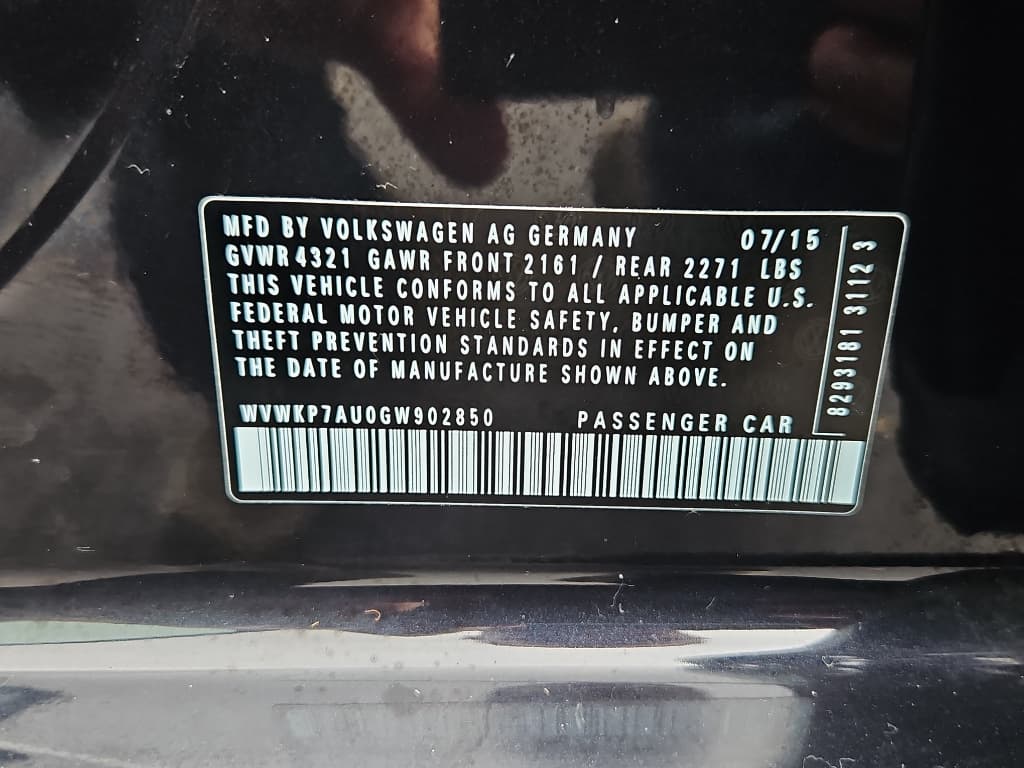 MFD BY VOLKSWAGEN AG GERMANY 07/15
GVWR 4321 GAWR FRONT 2161 / REAR 2271 LBS
THIS VEHICLE CONFORMS TO ALL APPLICABLE U.S.
FEDERAL MOTOR VEHICLE SAFETY, BUMPER AND
THEFT PREVENTION STANDARDS IN EFFECT ON
THE DATE OF MANUFACTURE SHOWN ABOVE.
WVWKP7AU0GW902850 PASSENGER CAR
8293181 3112 3